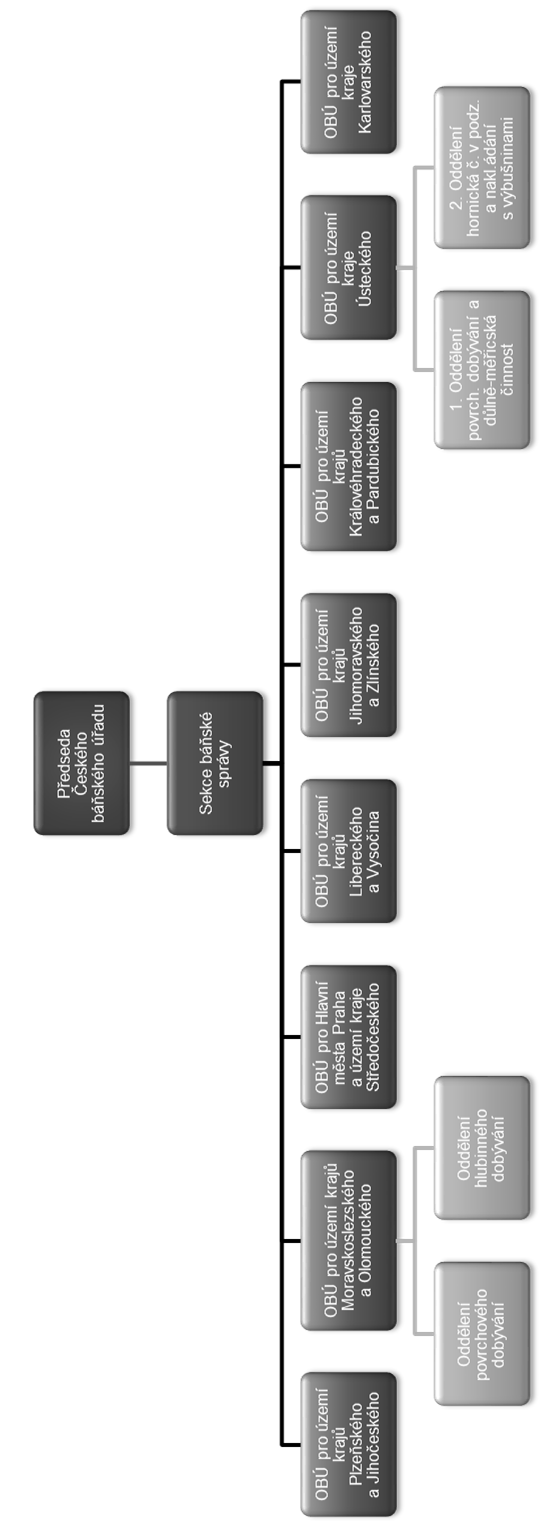 Předseda
Českého
báňského úřadu
Sekce báňské
správy
OBÚ pro území
krajů
Plzeňského
a Jihočeského
OBÚ pro území krajů
Moravskoslezského
a Olomouckého
OBÚ pro Hlavní
města Praha
a území kraje
Středočeského
OBÚ pro území
krajů
Libereckého
a Vysočina
OBÚ pro území
krajů
Jihomoravského
a Zlínského
OBÚ pro území
krajů
Královéhradeckého
a Pardubického
OBÚ pro území
kraje
Ústeckého
OBÚ pro území
kraje
Karlovarského
Oddělení
povrchového
dobývání
Oddělení
hlubinného
dobývání
1. Oddělení
povrch. dobývání a
důlně-měřicská
činnost
2. Oddělení
hornická č. v podz.
a nakl.ádání
s výbušninami